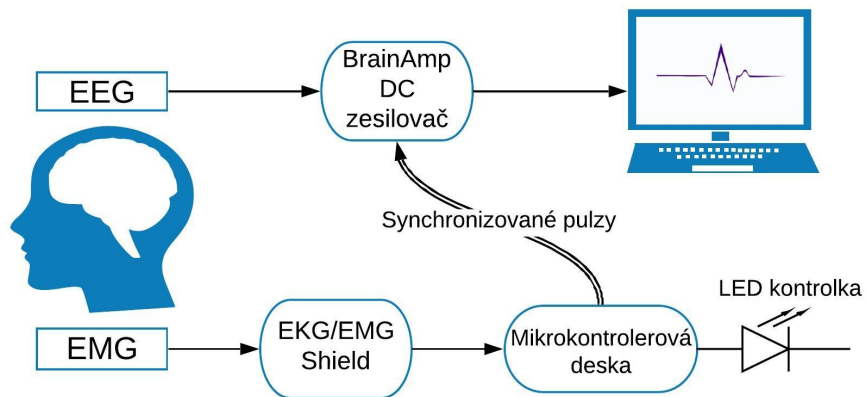 EEG
BrainAmp
DC
zesilovač
Synchronizované pulzy
LED kontrolka
EMG
EKG/EMG
Shield
Mikrokontrolerová
deska